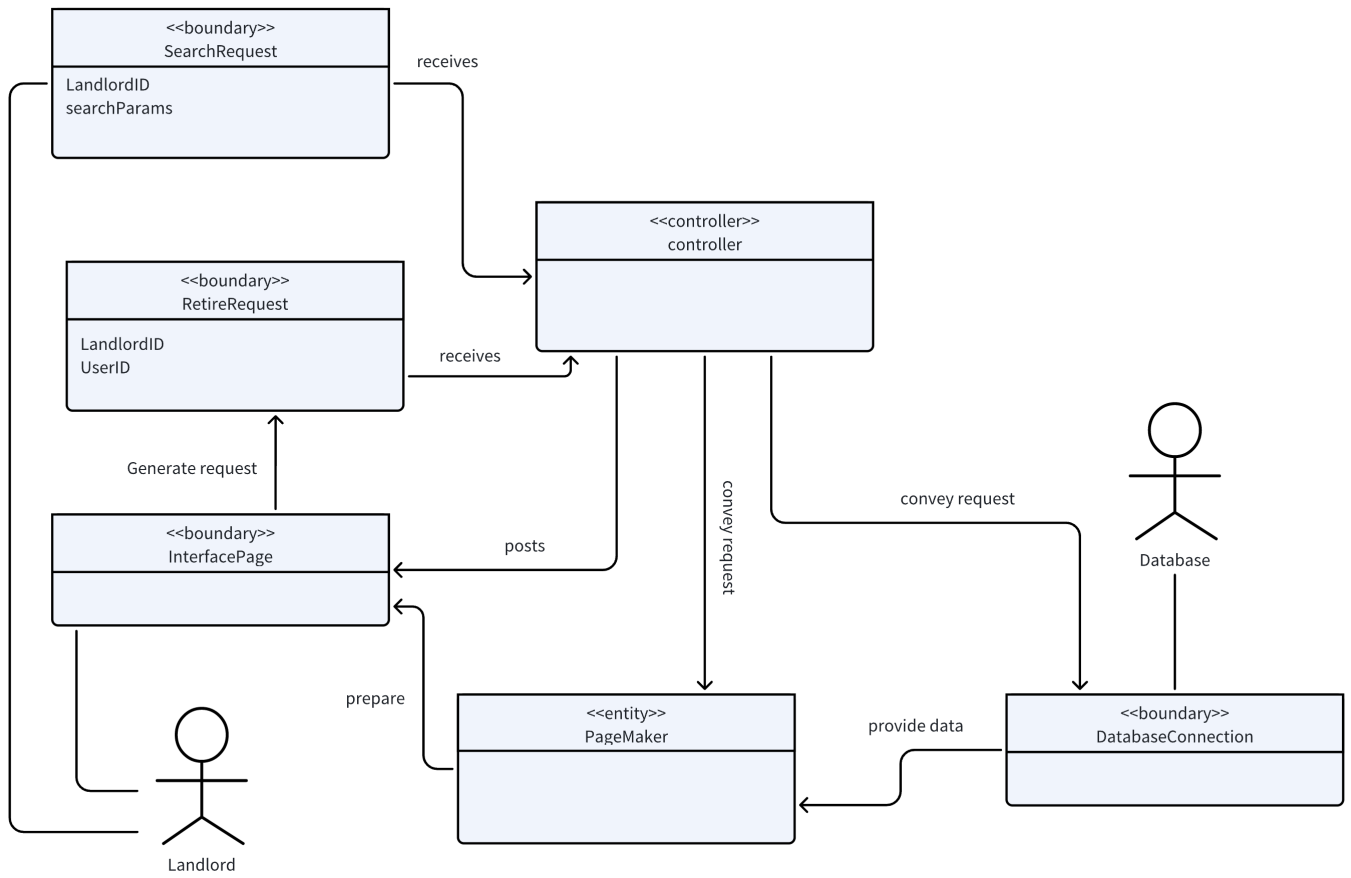 <<boundary>>
SearchRequest
LandlordID
searchParams
receives
<<controller>>
controller
<<boundary>>
RetireRequest
LandlordID
UserID
receives
Generate request
<<boundary>>
InterfacePage
posts
convey request
convey request
Database
prepare
<<entity>>
PageMaker
provide data
<<boundary>>
DatabaseConnection
Landlord